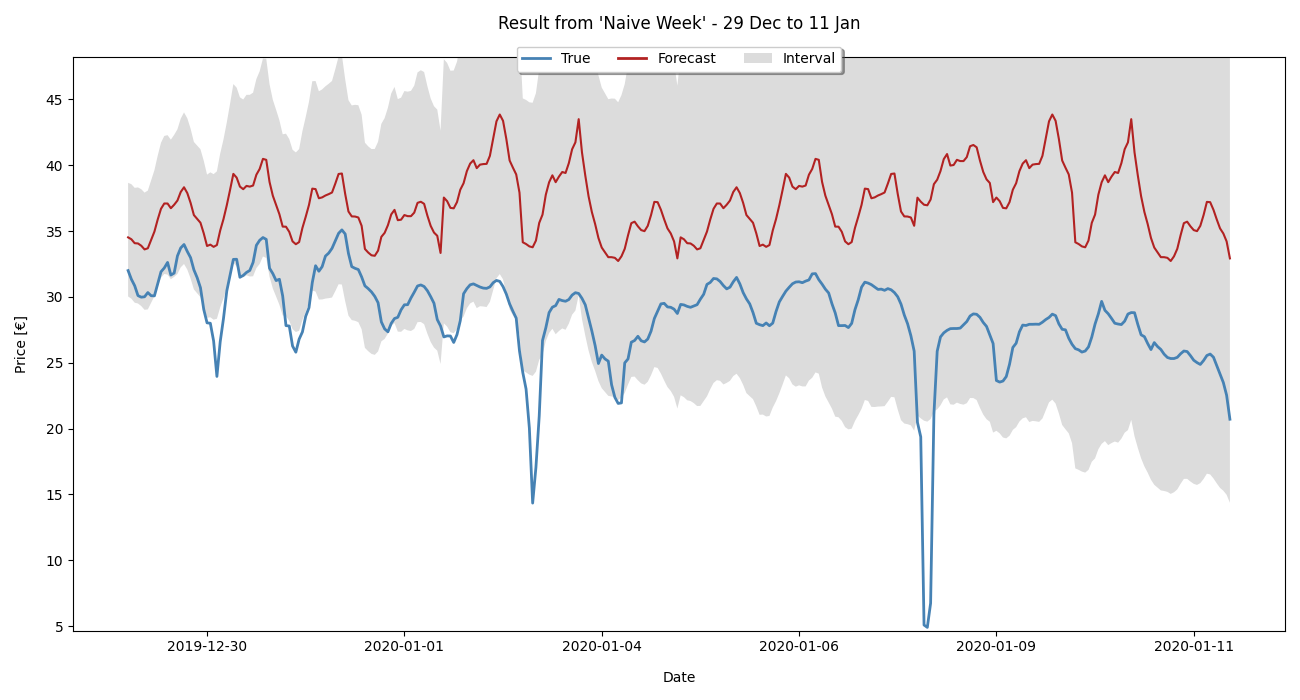 Result from 'Naive Week' - 29 Dec to 11 Jan
True Forecast Interval
45
40
35
30
25
20
15
10
5
Price [€]
2019-12-30 2020-01-01 2020-01-04 2020-01-06 2020-01-09 2020-01-11
Date